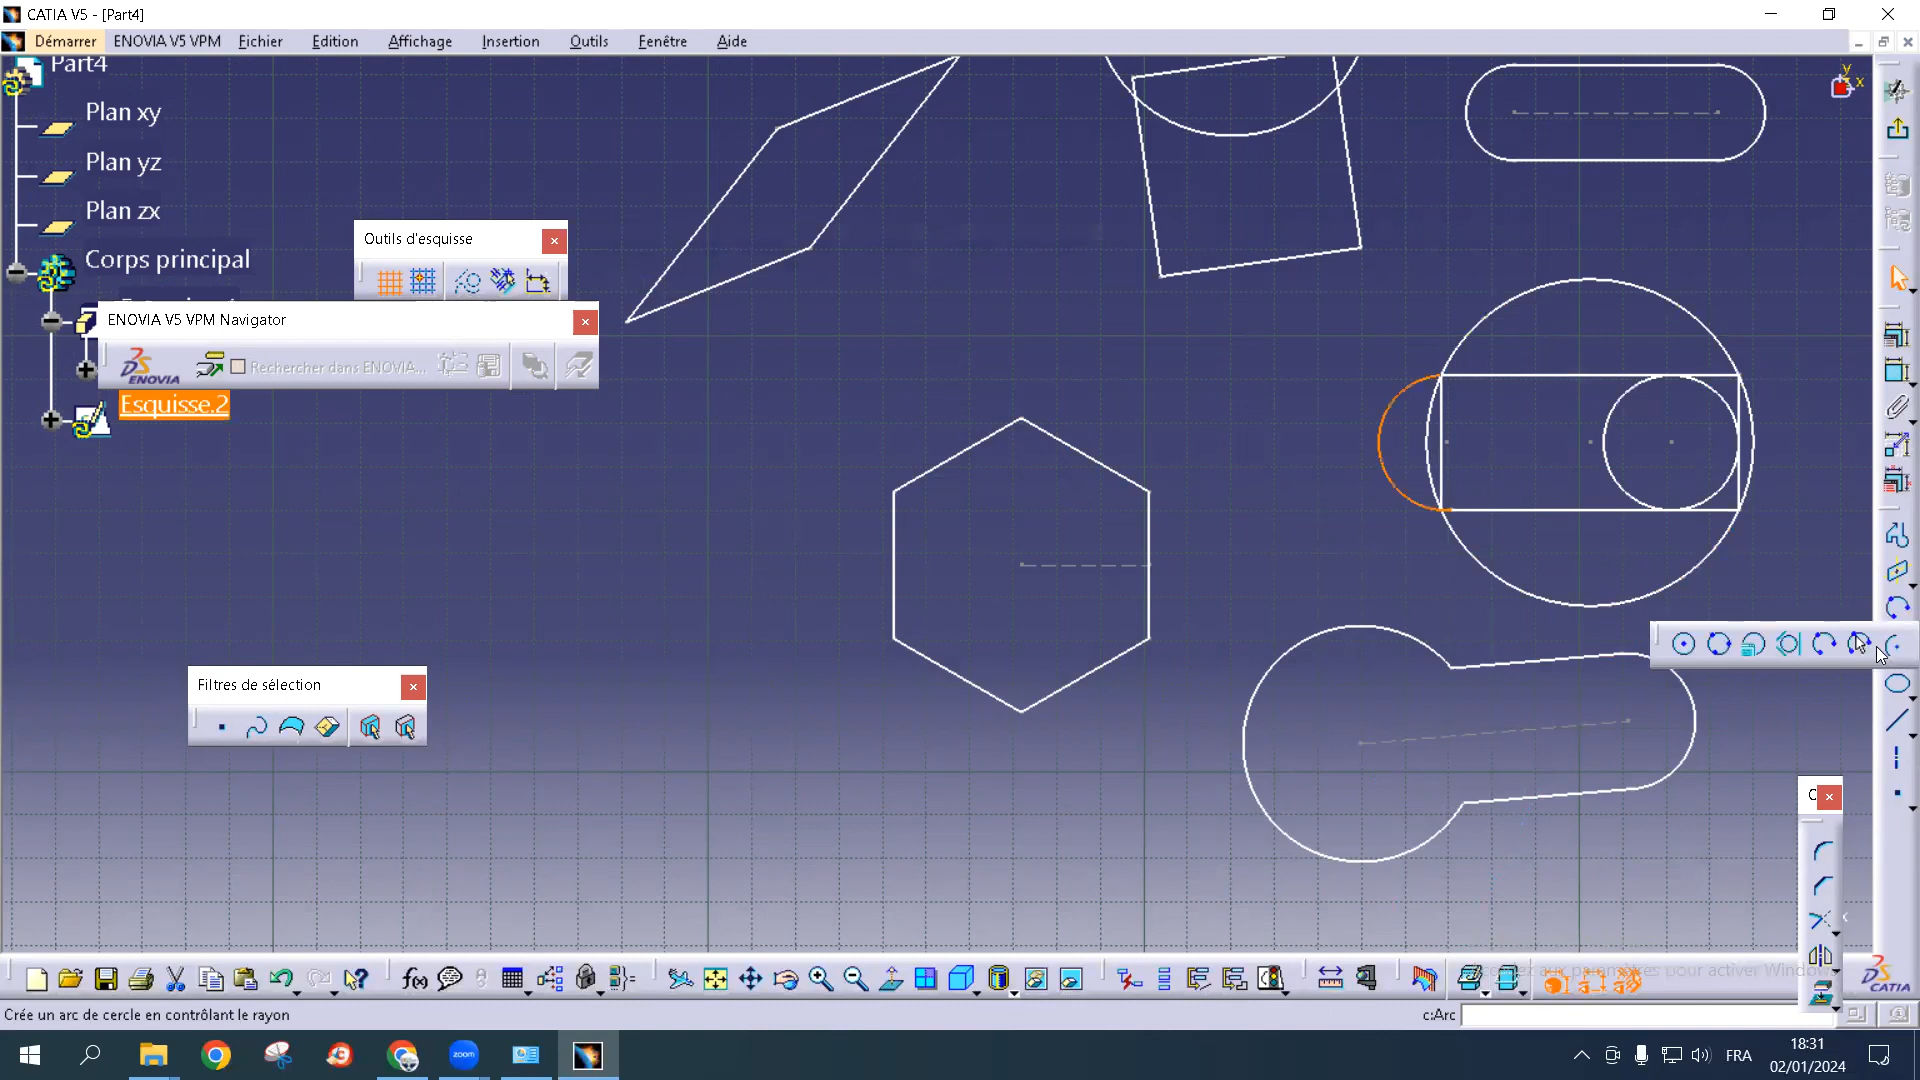 CATIA V5 - [Part4]
Démarrer ENOVIA V5 VPM Fichier Edition Affichage Insertion Outils Fenêtre Aide
Part4
Plan xy
Plan yz
Plan zx
Corps principal
Outils d'esquisse
ENOVIA V5 VPM Navigator
ENOVIA
Rechercher dans ENOVIA...
Esquisse.2
Filtres de sélection
y
x
C
f(x)
CATIA
Crée un arc de cercle en contrôlant le rayon
c:Arc
zoom
FRA
18:31
02/01/2024